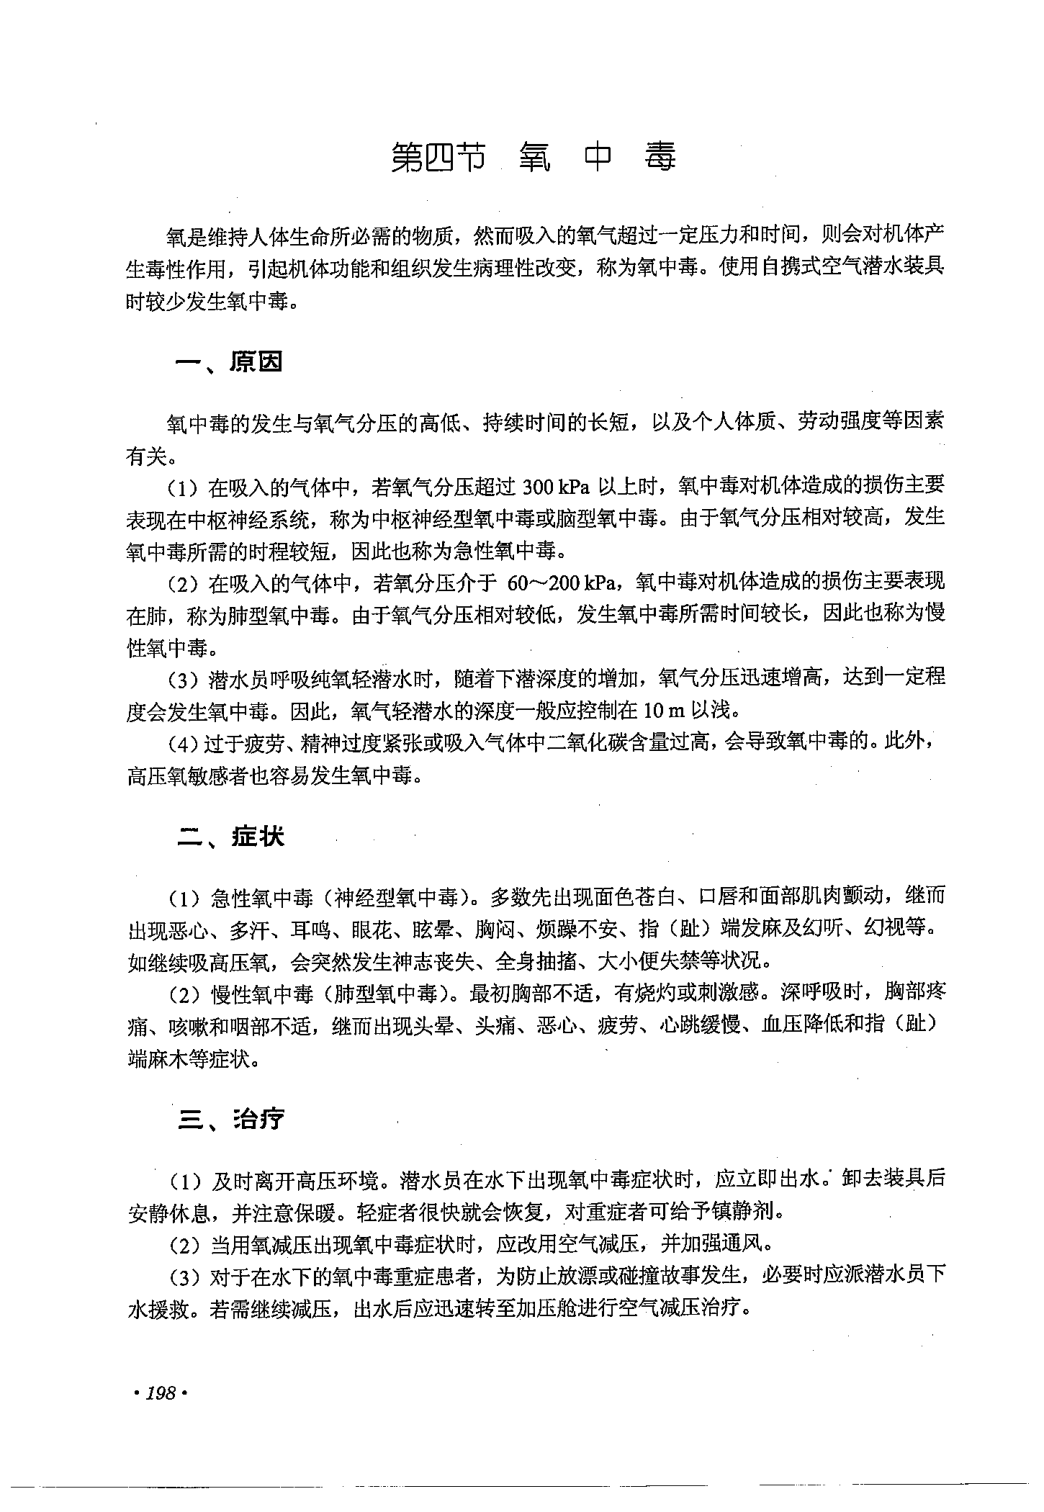 第四节 氧 中 毒
氧是维持人体生命所必需的物质，然而吸入的氧气超过一定压力和时间，则会对机体产
生毒性作用，引起机体功能和组织发生病理性改变，称为氧中毒。使用自携式空气潜水装具
时较少发生氧中毒。
一、原因
氧中毒的发生与氧气分压的高低、持续时间的长短，以及个人体质、劳动强度等因素
有关。
（1）在吸入的气体中，若氧气分压超过 300 kPa 以上时，氧中毒对机体造成的损伤主要
表现在中枢神经系统，称为中枢神经型氧中毒或脑型氧中毒。由于氧气分压相对较高，发生
氧中毒所需的时程较短，因此也称为急性氧中毒。
（2）在吸入的气体中，若氧分压介于 60～200 kPa，氧中毒对机体造成的损伤主要表现
在肺，称为肺型氧中毒。由于氧气分压相对较低，发生氧中毒所需时间较长，因此也称为慢
性氧中毒。
（3）潜水员呼吸纯氧轻潜水时，随着下潜深度的增加，氧气分压迅速增高，达到一定程
度会发生氧中毒。因此，氧气轻潜水的深度一般应控制在 10 m 以浅。
（4）过于疲劳、精神过度紧张或吸入气体中二氧化碳含量过高，会导致氧中毒的。此外，
高压氧敏感者也容易发生氧中毒。
二、症状
（1）急性氧中毒（神经型氧中毒）。多数先出现面色苍白、口唇和面部肌肉颤动，继而
出现恶心、多汗、耳鸣、眼花、眩晕、胸闷、烦躁不安、指（趾）端发麻及幻听、幻视等。
如继续吸高压氧，会突然发生神志丧失、全身抽搐、大小便失禁等状况。
（2）慢性氧中毒（肺型氧中毒）。最初胸部不适，有烧灼或刺激感。深呼吸时，胸部疼
痛、咳嗽和咽部不适，继而出现头晕、头痛、恶心、疲劳、心跳缓慢、血压降低和指（趾）
端麻木等症状。
三、治疗
（1）及时离开高压环境。潜水员在水下出现氧中毒症状时，应立即出水。卸去装具后
安静休息，并注意保暖。轻症者很快就会恢复，对重症者可给予镇静剂。
（2）当用氧减压出现氧中毒症状时，应改用空气减压，并加强通风。
（3）对于在水下的氧中毒重症患者，为防止放漂或碰撞故事发生，必要时应派潜水员下
水援救。若需继续减压，出水后应迅速转至加压舱进行空气减压治疗。
·198·